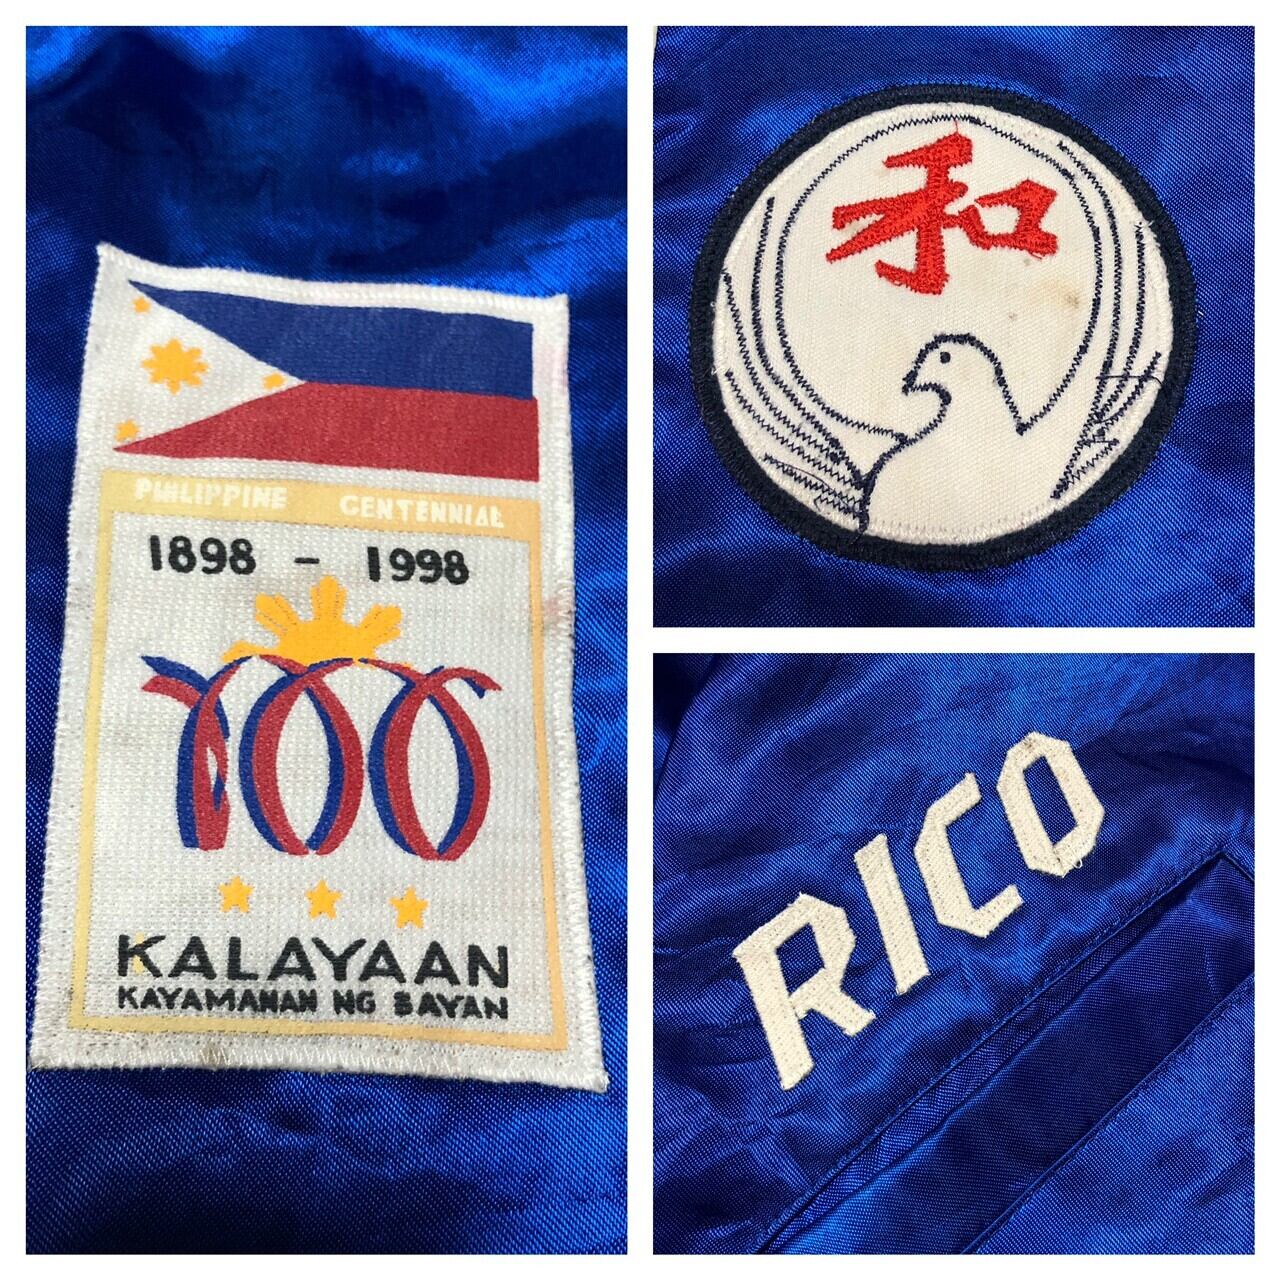 PHILIPPINE CENTENNIAL
1898 - 1998
100
KALAYAAN
KAYAMANAN NG BAYAN
和
RICO